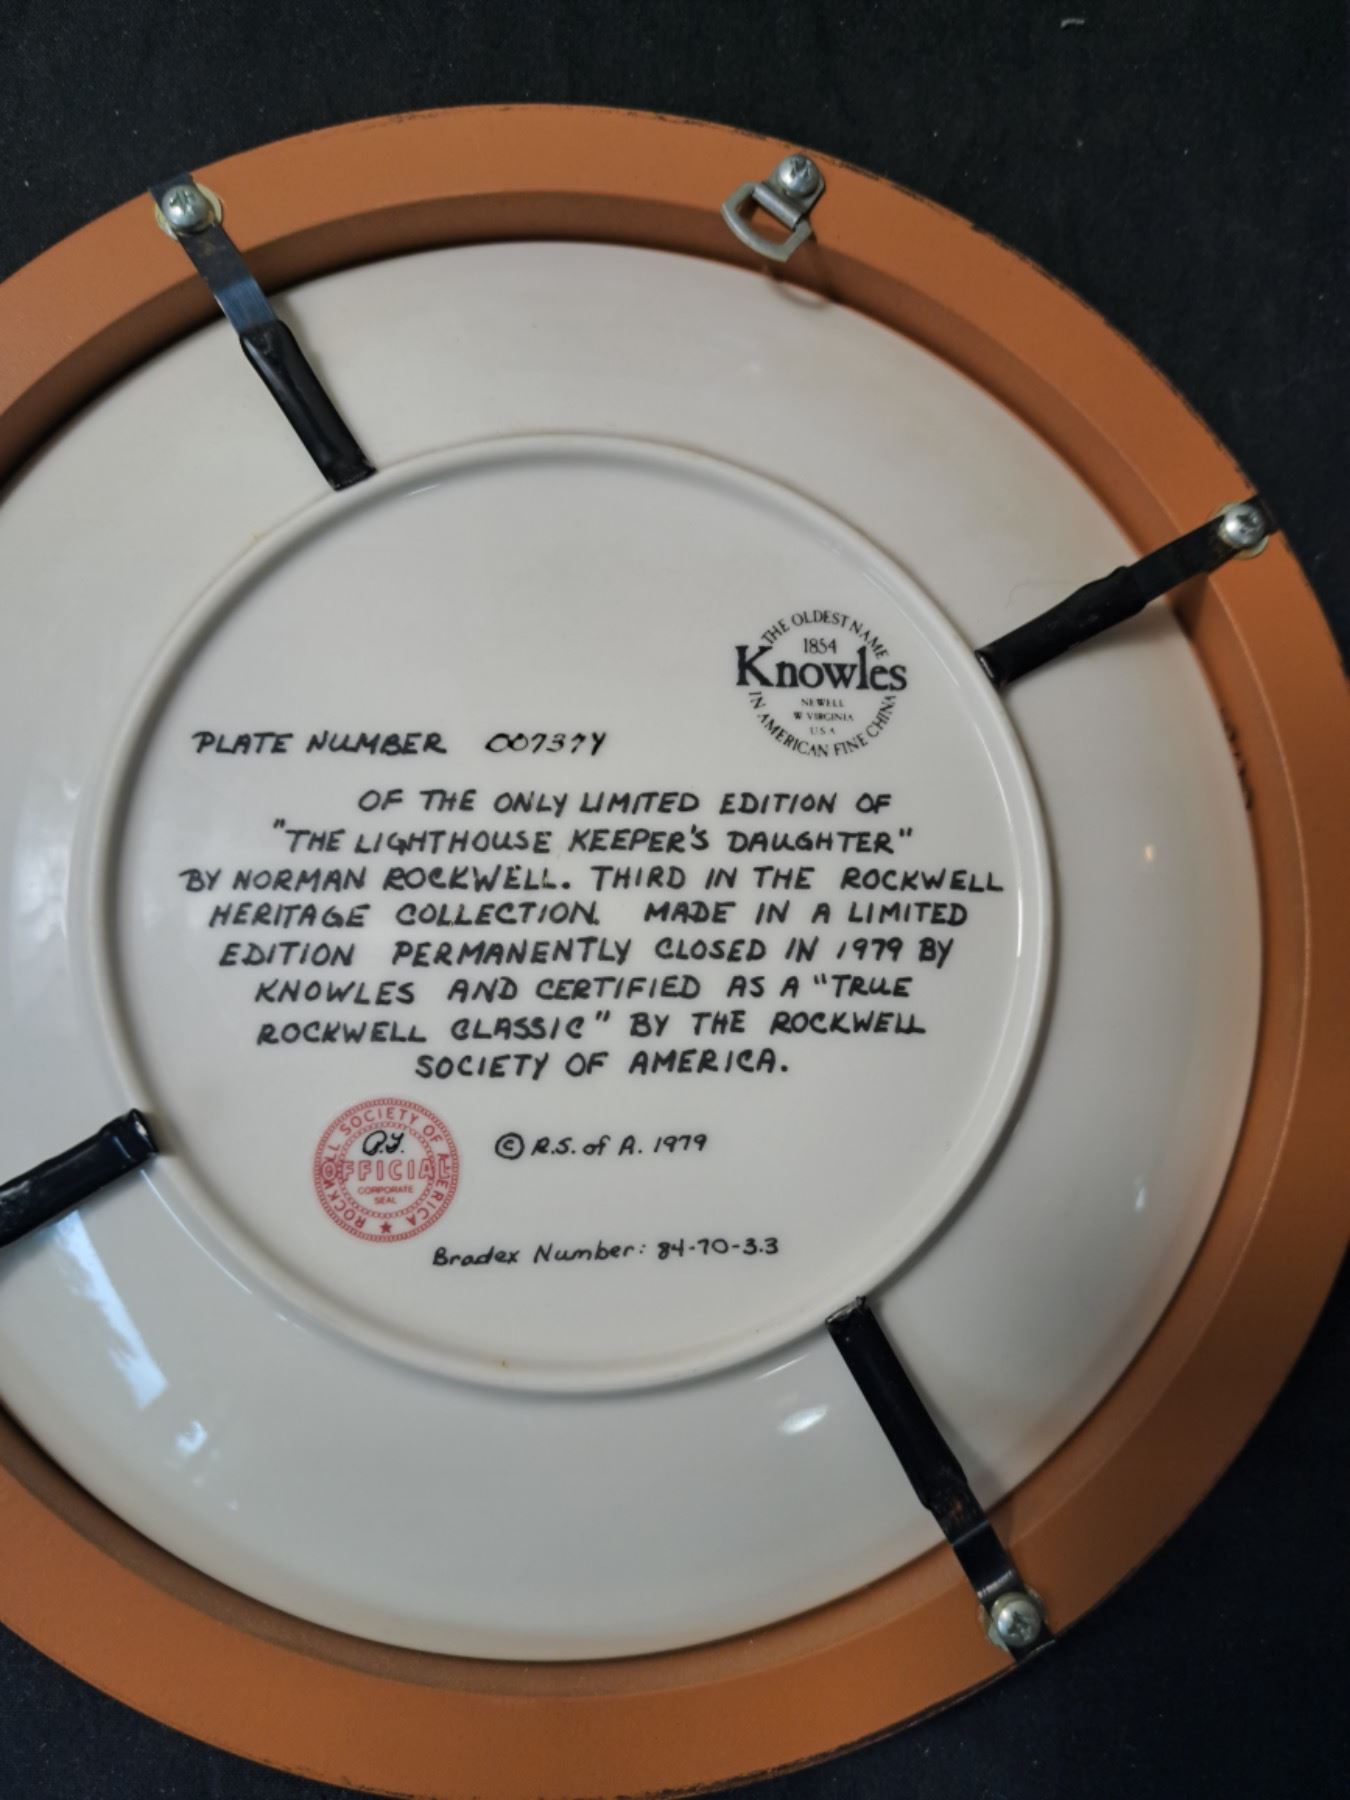 THE OLDEST NAME
1854
Knowles
NEWELL
W VIRGINIA
U.S.A
IN AMERICAN FINE CHINA
PLATE NUMBER 00737Y
OF THE ONLY LIMITED EDITION OF
"THE LIGHTHOUSE KEEPER'S DAUGHTER"
BY NORMAN ROCKWELL. THIRD IN THE ROCKWELL
HERITAGE COLLECTION. MADE IN A LIMITED
EDITION PERMANENTLY CLOSED IN 1979 BY
KNOWLES AND CERTIFIED AS A "TRUE
ROCKWELL CLASSIC" BY THE ROCKWELL
SOCIETY OF AMERICA.
ROCKWELL SOCIETY OF AMERICA
OFFICIAL
CORPORATE
SEAL
© R.S. of A. 1979
Bradex Number: 84-70-3.3